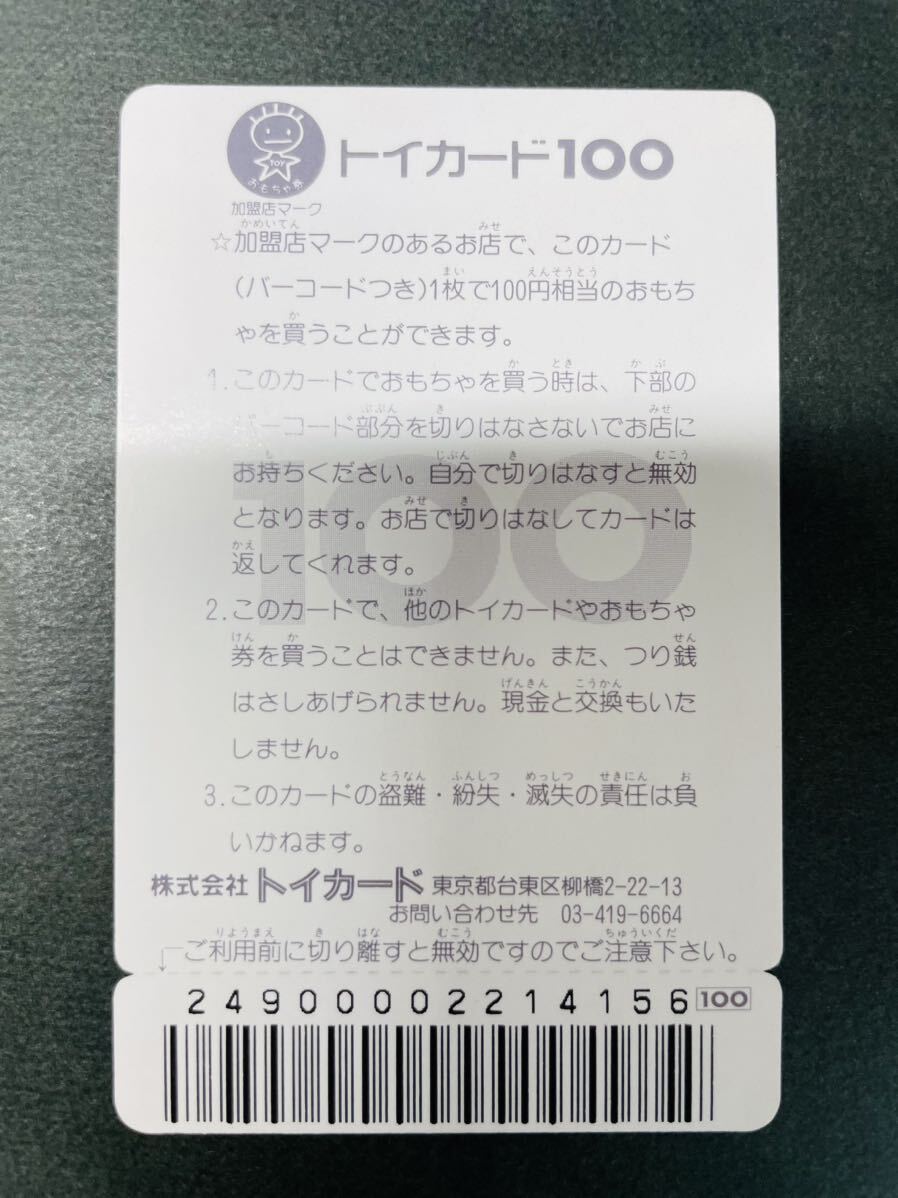 TOY
おもちゃ券
トイカード100
加盟店マーク
☆加盟店マークのあるお店で、このカード
(バーコードつき)1枚で100円相当のおもち
ゃを買うことができます。
1.このカードでおもちゃを買う時は、下部の
バーコード部分を切りはなさないでお店に
お持ちください。自分で切りはなすと無効
となります。お店で切りはなしてカードは
返してくれます。
2.このカードで、他のトイカードやおもちゃ
券を買うことはできません。また、つり銭
はさしあげられません。現金と交換もいた
しません。
3.このカードの盗難・紛失・滅失の責任は負
いかねます。
100
株式会社 トイカード 東京都台東区柳橋2-22-13
お問い合わせ先 03-419-6664
ご利用前に切り離すと無効ですのでご注意下さい。
24900002214156 100